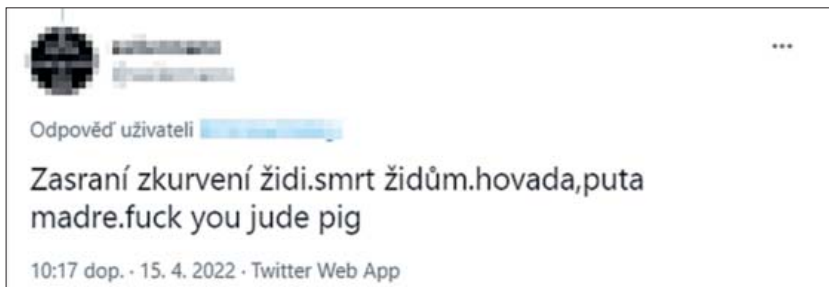 Odpověď uživateli
Zasraní zkurvení židi.smrt židům.hovada,puta
madre.fuck you jude pig
10:17 dop. · 15. 4. 2022 · Twitter Web App